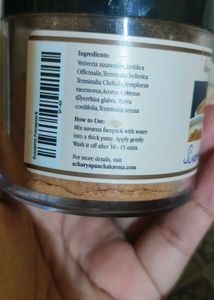 Ingredients:
Vetiveria zizanoides, Emblica
Officinalis, Terminalia bellerica
Terminalia Chebula, Symplocus
racemosus, Acorus Calamus
Glycerhiza glabra, Rubia
cordifolia, Terminalia arjuna
How to Use:
Mix navarcna facepack with water
into a thick paste. Apply gently.
Wash it off after 10 - 15 mins.
For more details, visit
acharyapanchakarma.com